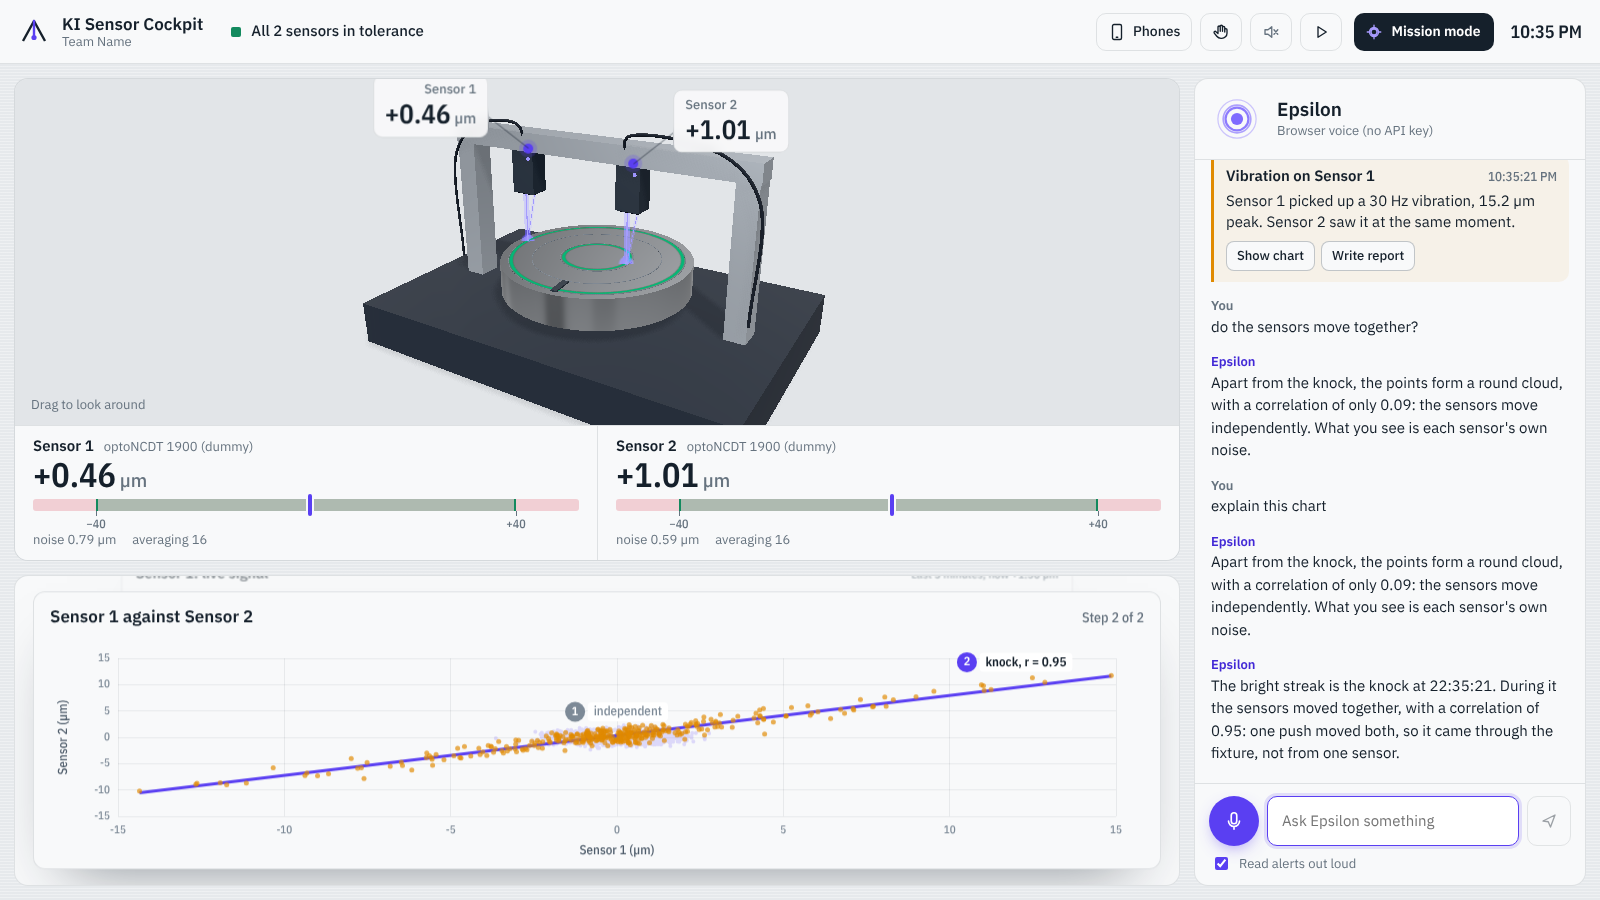 KI Sensor Cockpit
Team Name
All 2 sensors in tolerance
Phones
Mission mode
10:35 PM
Sensor 1
+0.46 µm
Sensor 2
+1.01 µm
Drag to look around
Sensor 1 optoNCDT 1900 (dummy)
+0.46 µm
−40
+40
noise 0.79 µm averaging 16
Sensor 2 optoNCDT 1900 (dummy)
+1.01 µm
−40
+40
noise 0.59 µm averaging 16
Sensor 1 against Sensor 2
Step 2 of 2
15
10
5
0
-5
-10
-15
-15
-10
-5
0
5
10
15
Sensor 2 (µm)
Sensor 1 (µm)
1 independent
2 knock, r = 0.95
Epsilon
Browser voice (no API key)
Vibration on Sensor 1 10:35:21 PM
Sensor 1 picked up a 30 Hz vibration, 15.2 µm
peak. Sensor 2 saw it at the same moment.
Show chart
Write report
You
do the sensors move together?
Epsilon
Apart from the knock, the points form a round cloud,
with a correlation of only 0.09: the sensors move
independently. What you see is each sensor's own
noise.
You
explain this chart
Epsilon
Apart from the knock, the points form a round cloud,
with a correlation of only 0.09: the sensors move
independently. What you see is each sensor's own
noise.
Epsilon
The bright streak is the knock at 22:35:21. During it
the sensors moved together, with a correlation of
0.95: one push moved both, so it came through the
fixture, not from one sensor.
Ask Epsilon something
Read alerts out loud